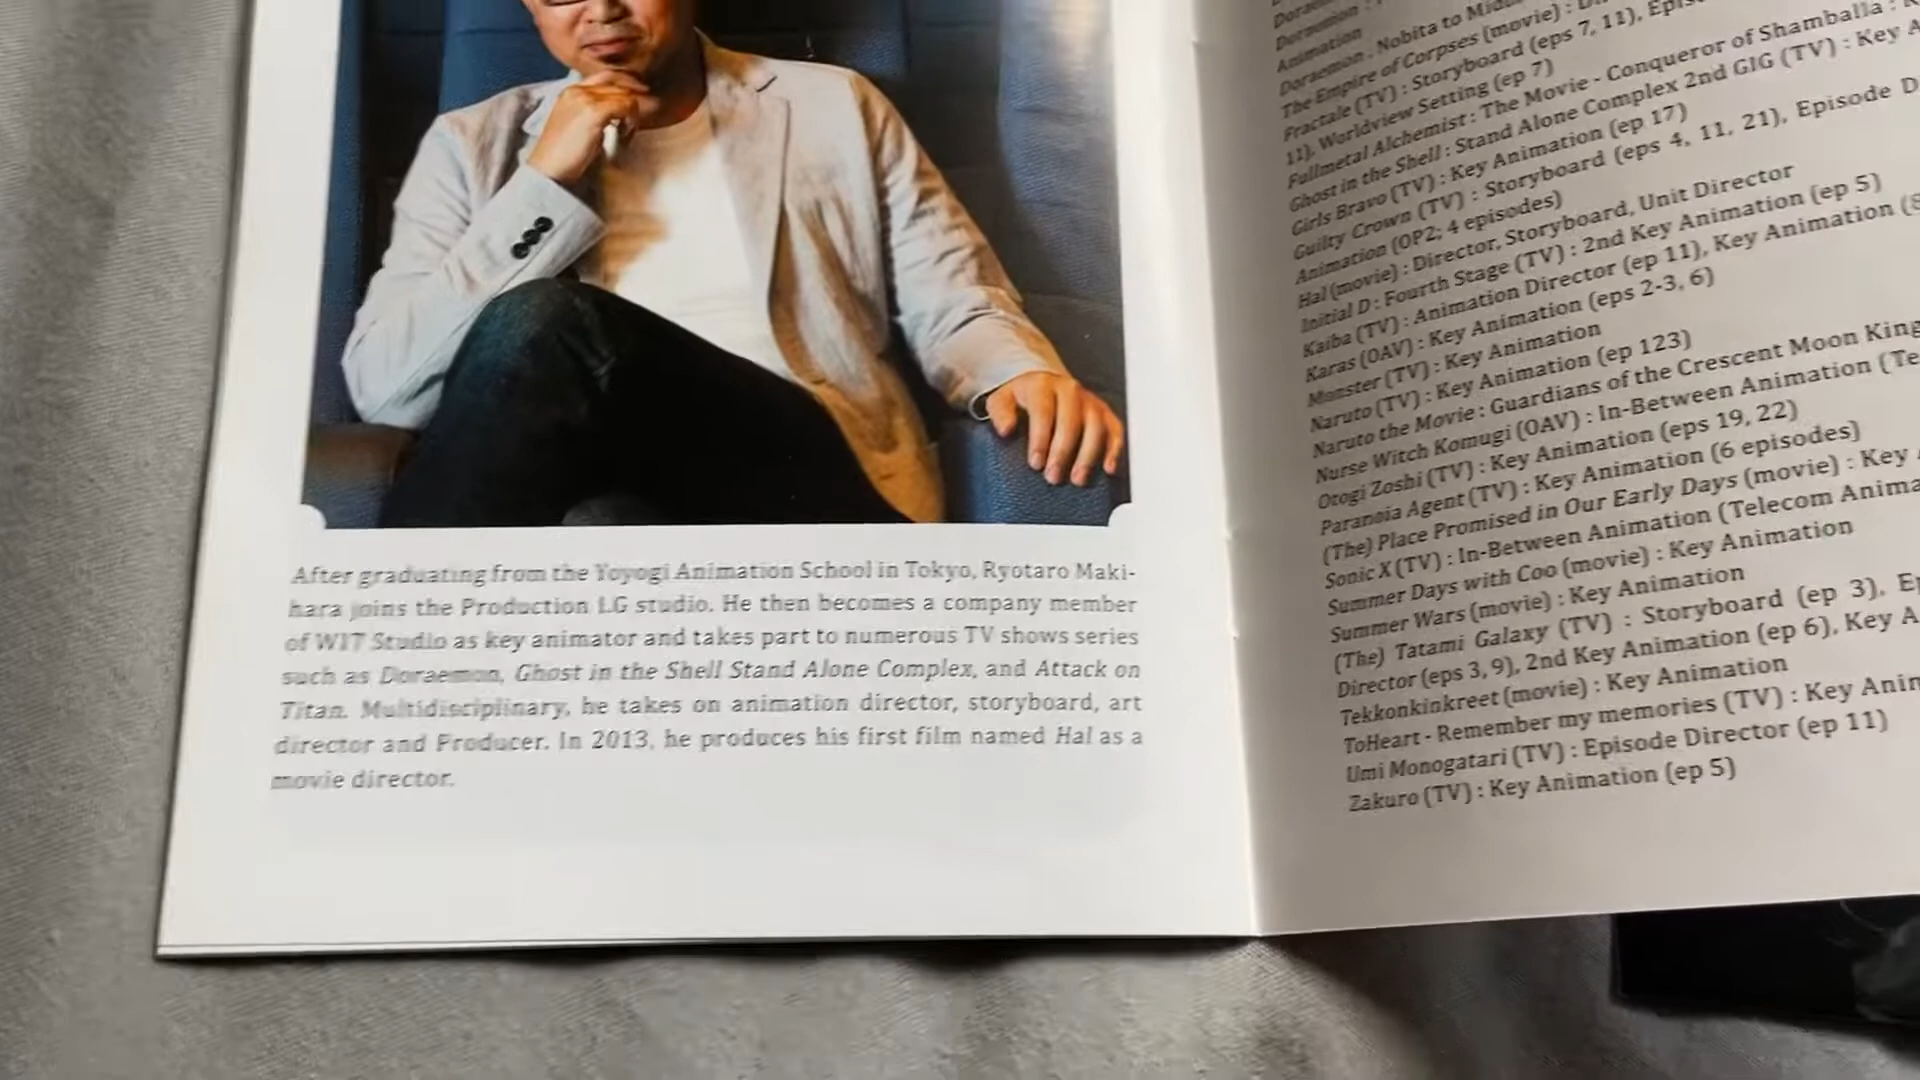 After graduating from the Yoyogi Animation School in Tokyo, Ryotaro Maki-
hara joins the Production I.G studio. He then becomes a company member
of WIT Studio as key animator and takes part to numerous TV shows series
such as Doraemon, Ghost in the Shell Stand Alone Complex, and Attack on
Titan. Multidisciplinary, he takes on animation director, storyboard, art
director and Producer. In 2013, he produces his first film named Hal as a
movie director.
Doraemon :
Animation
Doraemon : Nobita to
The Empire of Corpses (movie) :
Fractale (TV) : Storyboard (eps 7, 11),
11), Worldview Setting (ep 7)
Fullmetal Alchemist : The Movie - Conqueror of Shamballa :
Ghost in the Shell : Stand Alone Complex 2nd GIG (TV) : Key
Girls Bravo (TV) : Key Animation (ep 17)
Guilty Crown (TV) : Storyboard (eps 4, 11, 21), Episode
Animation (OP2; 4 episodes)
Hal (movie) : Director, Storyboard, Unit Director
Initial D : Fourth Stage (TV) : 2nd Key Animation (ep 5)
Kaiba (TV) : Animation Director (ep 11), Key Animation
Karas (OAV) : Key Animation (eps 2-3, 6)
Monster (TV) : Key Animation
Naruto (TV) : Key Animation (ep 123)
Naruto the Movie : Guardians of the Crescent Moon
Nurse Witch Komugi (OAV) : In-Between Animation
Otogi Zoshi (TV) : Key Animation (eps 19, 22)
Paranoia Agent (TV) : Key Animation (6 episodes)
(The) Place Promised in Our Early Days (movie) : Key
Sonic X (TV) : In-Between Animation (Telecom
Summer Days with Coo (movie) : Key Animation
Summer Wars (movie) : Key Animation
(The) Tatami Galaxy (TV) : Storyboard (ep 3),
Director (eps 3, 9), 2nd Key Animation (ep 6), Key
Tekkonkinkreet (movie) : Key Animation
ToHeart - Remember my memories (TV) : Key
Umi Monogatari (TV) : Episode Director (ep 11)
Zakuro (TV) : Key Animation (ep 5)